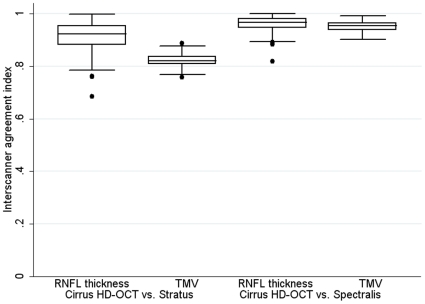 Interscanner agreement index
1
.8
.6
.4
.2
0
RNFL thickness TMV RNFL thickness TMV
Cirrus HD-OCT vs. Stratus Cirrus HD-OCT vs. Spectralis